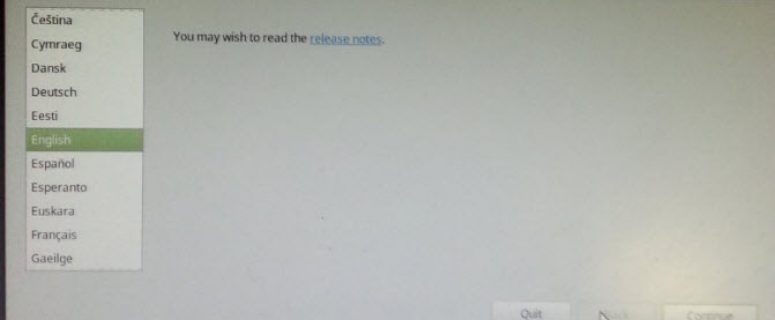 Čeština
Cymraeg
Dansk
Deutsch
Eesti
English
Español
Esperanto
Euskara
Français
Gaeilge
You may wish to read the release notes.
Quit
Continue